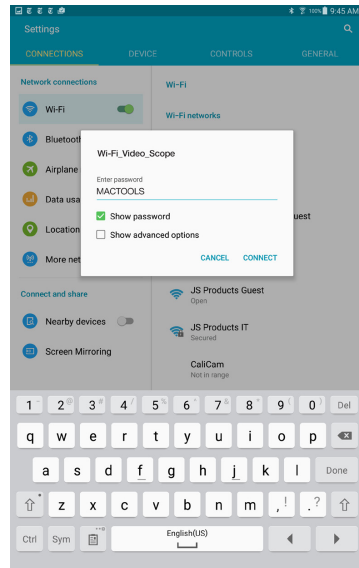 100% 9:45 AM
Settings
CONNECTIONS DEVICE CONTROLS GENERAL
Network connections
Wi-Fi
Wi-Fi
Wi-Fi networks
Bluetooth
Wi-Fi_Video_Scope
Airplane
Enter password
MACTOOLS
Data usa
Show password
uest
Location
Show advanced options
More net
CANCEL CONNECT
Connect and share
JS Products Guest
Open
Nearby devices
JS Products IT
Secured
Screen Mirroring
CaliCam
Not in range
1 - 2 @ 3 # 4 / 5 % 6 ^ 7 & 8 * 9 ( 0 ) Del
q w e r t y u i o p
a s d f g h j k l Done
z x c v b n m , ! . ?
Ctrl Sym English(US)